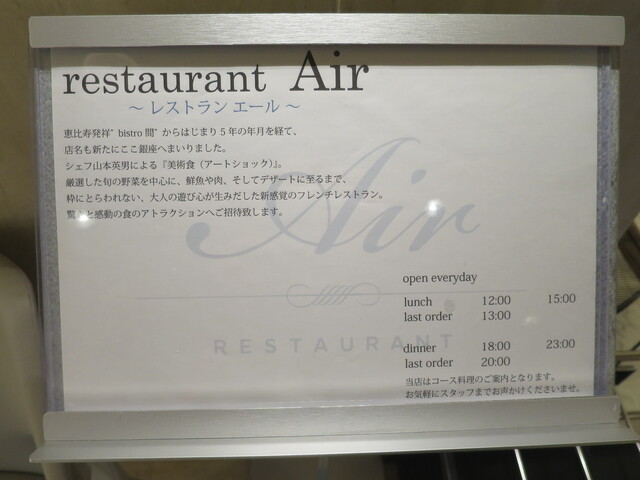 restaurant Air
～ レストラン エール ～
恵比寿発祥" bistro 間" からはじまり 5 年の年月を経て、
店名も新たにここ銀座へまいりました。
シェフ山本英男による『美術食（アートショック）』。
厳選した旬の野菜を中心に、鮮魚や肉、そしてデザートに至るまで、
枠にとらわれない、大人の遊び心が生みだした新感覚のフレンチレストラン。
と感動の食のアトラクションへご招待致します。
Air
RESTAURANT
open everyday
lunch 12:00 15:00
last order 13:00
dinner 18:00 23:00
last order 20:00
当店はコース料理のご案内となります。
お気軽にスタッフまでお声かけくださいませ。